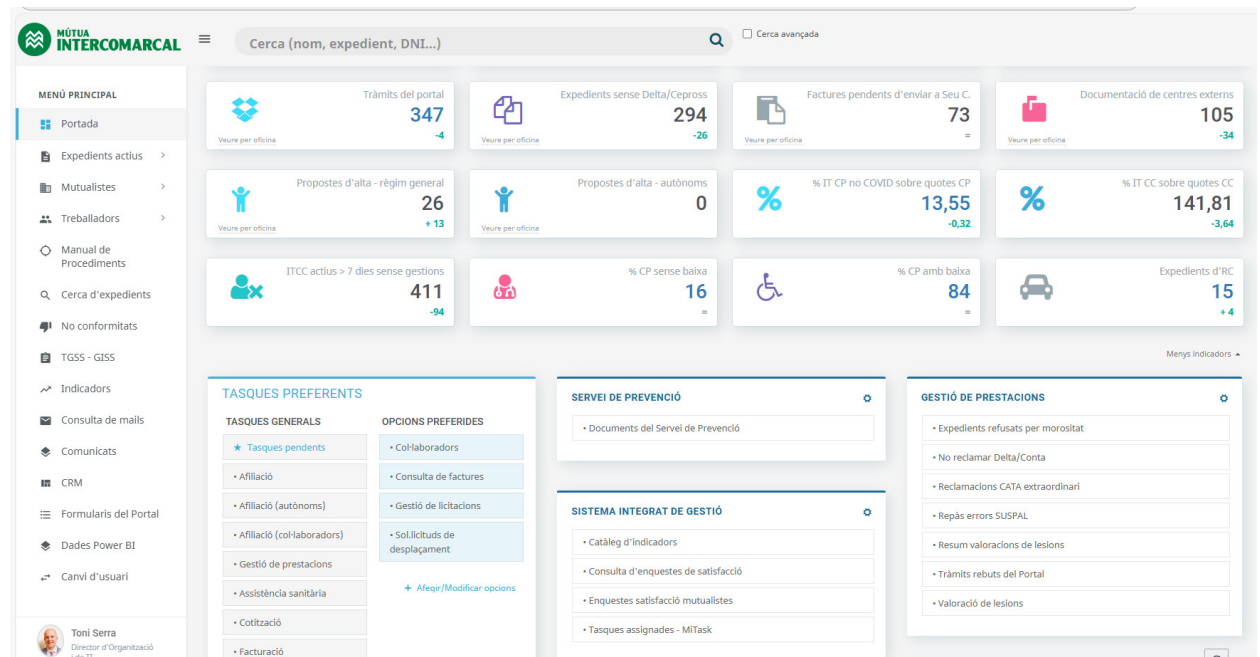 MÚTUA
INTERCOMARCAL
Cerca (nom, expedient, DNI...)
Cerca avançada
MENÚ PRINCIPAL
Portada
Expedients actius
Mutualistes
Treballadors
Manual de
Procediments
Cerca d'expedients
No conformitats
TGSS - GISS
Indicadors
Consulta de mails
Comunicats
CRM
Formularis del Portal
Dades Power BI
Canvi d'usuari
Toni Serra
Director d'Organització
i de TI
Tràmits del portal
347
-4
Veure per oficina
Expedients sense Delta/Cepross
294
-26
Veure per oficina
Factures pendents d'enviar a Seu C.
73
=
Veure per oficina
Documentació de centres externs
105
-34
Veure per oficina
Propostes d'alta - règim general
26
+ 13
Veure per oficina
Propostes d'alta - autònoms
0
Veure per oficina
% IT CP no COVID sobre quotes CP
13,55
-0,32
% IT CC sobre quotes CC
141,81
-3,64
ITCC actius > 7 dies sense gestions
411
-94
% CP sense baixa
16
=
% CP amb baixa
84
=
Expedients d'RC
15
+ 4
Menys indicadors
TASQUES PREFERENTS
TASQUES GENERALS
★ Tasques pendents
• Afiliació
• Afiliació (autònoms)
• Afiliació (col·laboradors)
• Gestió de prestacions
• Assistència sanitària
• Cotització
• Facturació
OPCIONS PREFERIDES
• Col·laboradors
• Consulta de factures
• Gestió de licitacions
• Sol.licituds de
desplaçament
+ Afegir/Modificar opcions
SERVEI DE PREVENCIÓ
• Documents del Servei de Prevenció
SISTEMA INTEGRAT DE GESTIÓ
• Catàleg d'indicadors
• Consulta d'enquestes de satisfacció
• Enquestes satisfacció mutualistes
• Tasques assignades - MiTask
GESTIÓ DE PRESTACIONS
• Expedients refusats per morositat
• No reclamar Delta/Conta
• Reclamacions CATA extraordinari
• Repàs errors SUSPAL
• Resum valoracions de lesions
• Tràmits rebuts del Portal
• Valoració de lesions